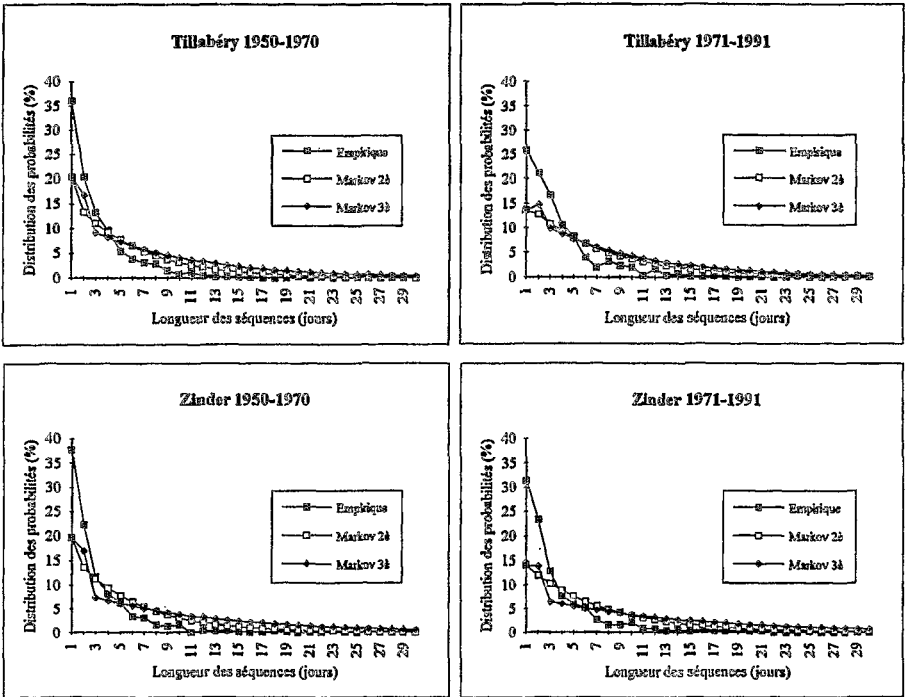 Tillabéry 1950-1970
Distribution des probabilités (%)
40
35
30
25
20
15
10
5
0
Empirique
Markov 2è
Markov 3è
1 3 5 7 9 11 13 15 17 19 21 23 25 27 29
Longueur des séquences (jours)
Tillabéry 1971-1991
Distribution des probabilités (%)
40
35
30
25
20
15
10
5
0
Empirique
Markov 2è
Markov 3è
1 3 5 7 9 11 13 15 17 19 21 23 25 27 29
Longueur des séquences (jours)
Zinder 1950-1970
Distribution des probabilités (%)
40
35
30
25
20
15
10
5
0
Empirique
Markov 2è
Markov 3è
1 3 5 7 9 11 13 15 17 19 21 23 25 27 29
Longueur des séquences (jours)
Zinder 1971-1991
Distribution des probabilités (%)
40
35
30
25
20
15
10
5
0
Empirique
Markov 2è
Markov 3è
1 3 5 7 9 11 13 15 17 19 21 23 25 27 29
Longueur des séquences (jours)